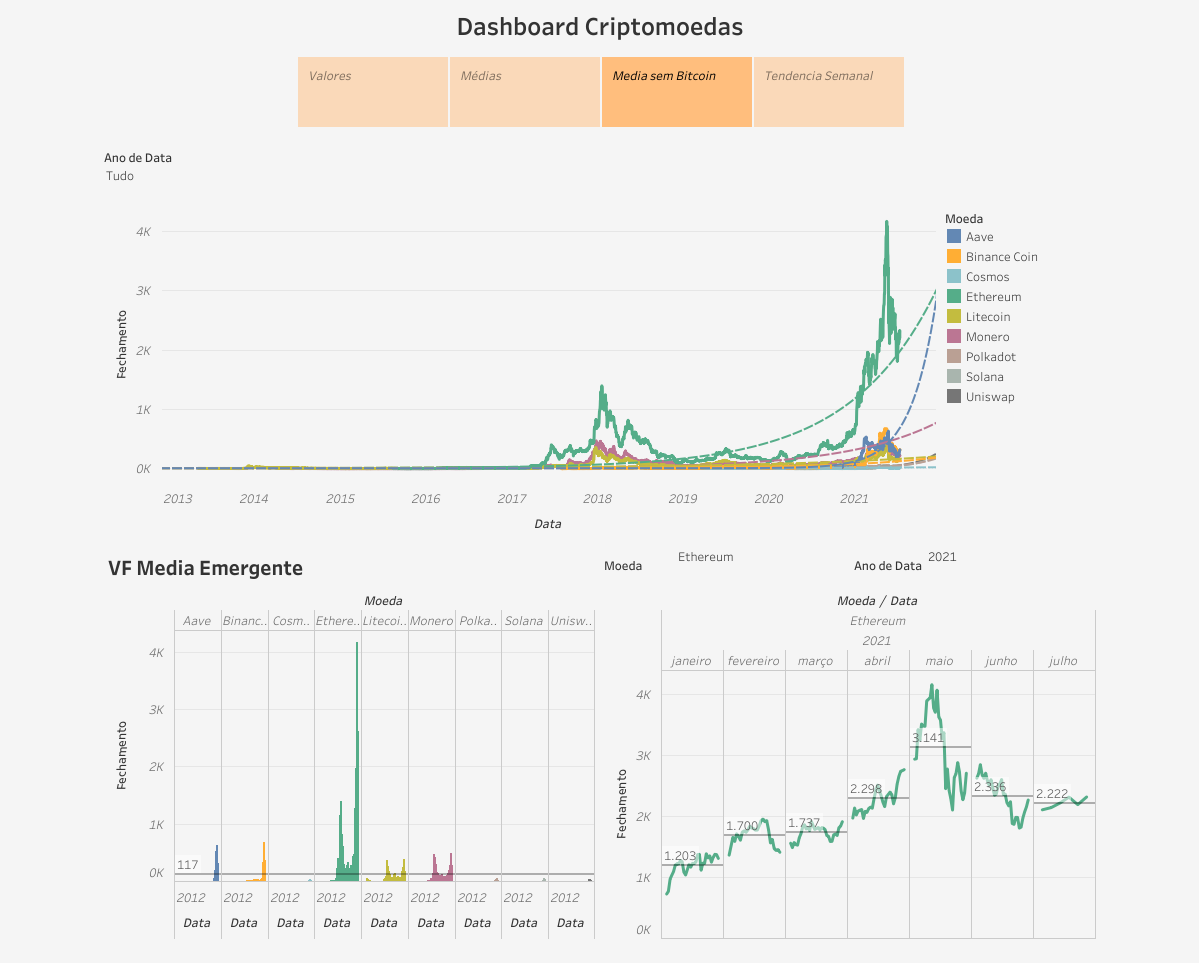 Dashboard Criptomoedas
Valores
Médias
Media sem Bitcoin
Tendencia Semanal
Ano de Data
Tudo
Fechamento
4K
3K
2K
1K
0K
2013 2014 2015 2016 2017 2018 2019 2020 2021
Data
Moeda
Aave
Binance Coin
Cosmos
Ethereum
Litecoin
Monero
Polkadot
Solana
Uniswap
VF Media Emergente
Moeda
Aave Binanc.. Cosm.. Ethere.. Litecoi.. Monero Polka.. Solana Unisw..
Fechamento
4K
3K
2K
1K
0K
117
2012 2012 2012 2012 2012 2012 2012 2012 2012
Data Data Data Data Data Data Data Data Data
Moeda
Ethereum
Ano de Data
2021
Moeda / Data
Ethereum
2021
janeiro fevereiro março abril maio junho julho
Fechamento
4K
3K
2K
1K
0K
1.203
1.700
1.737
2.298
3.141
2.336
2.222